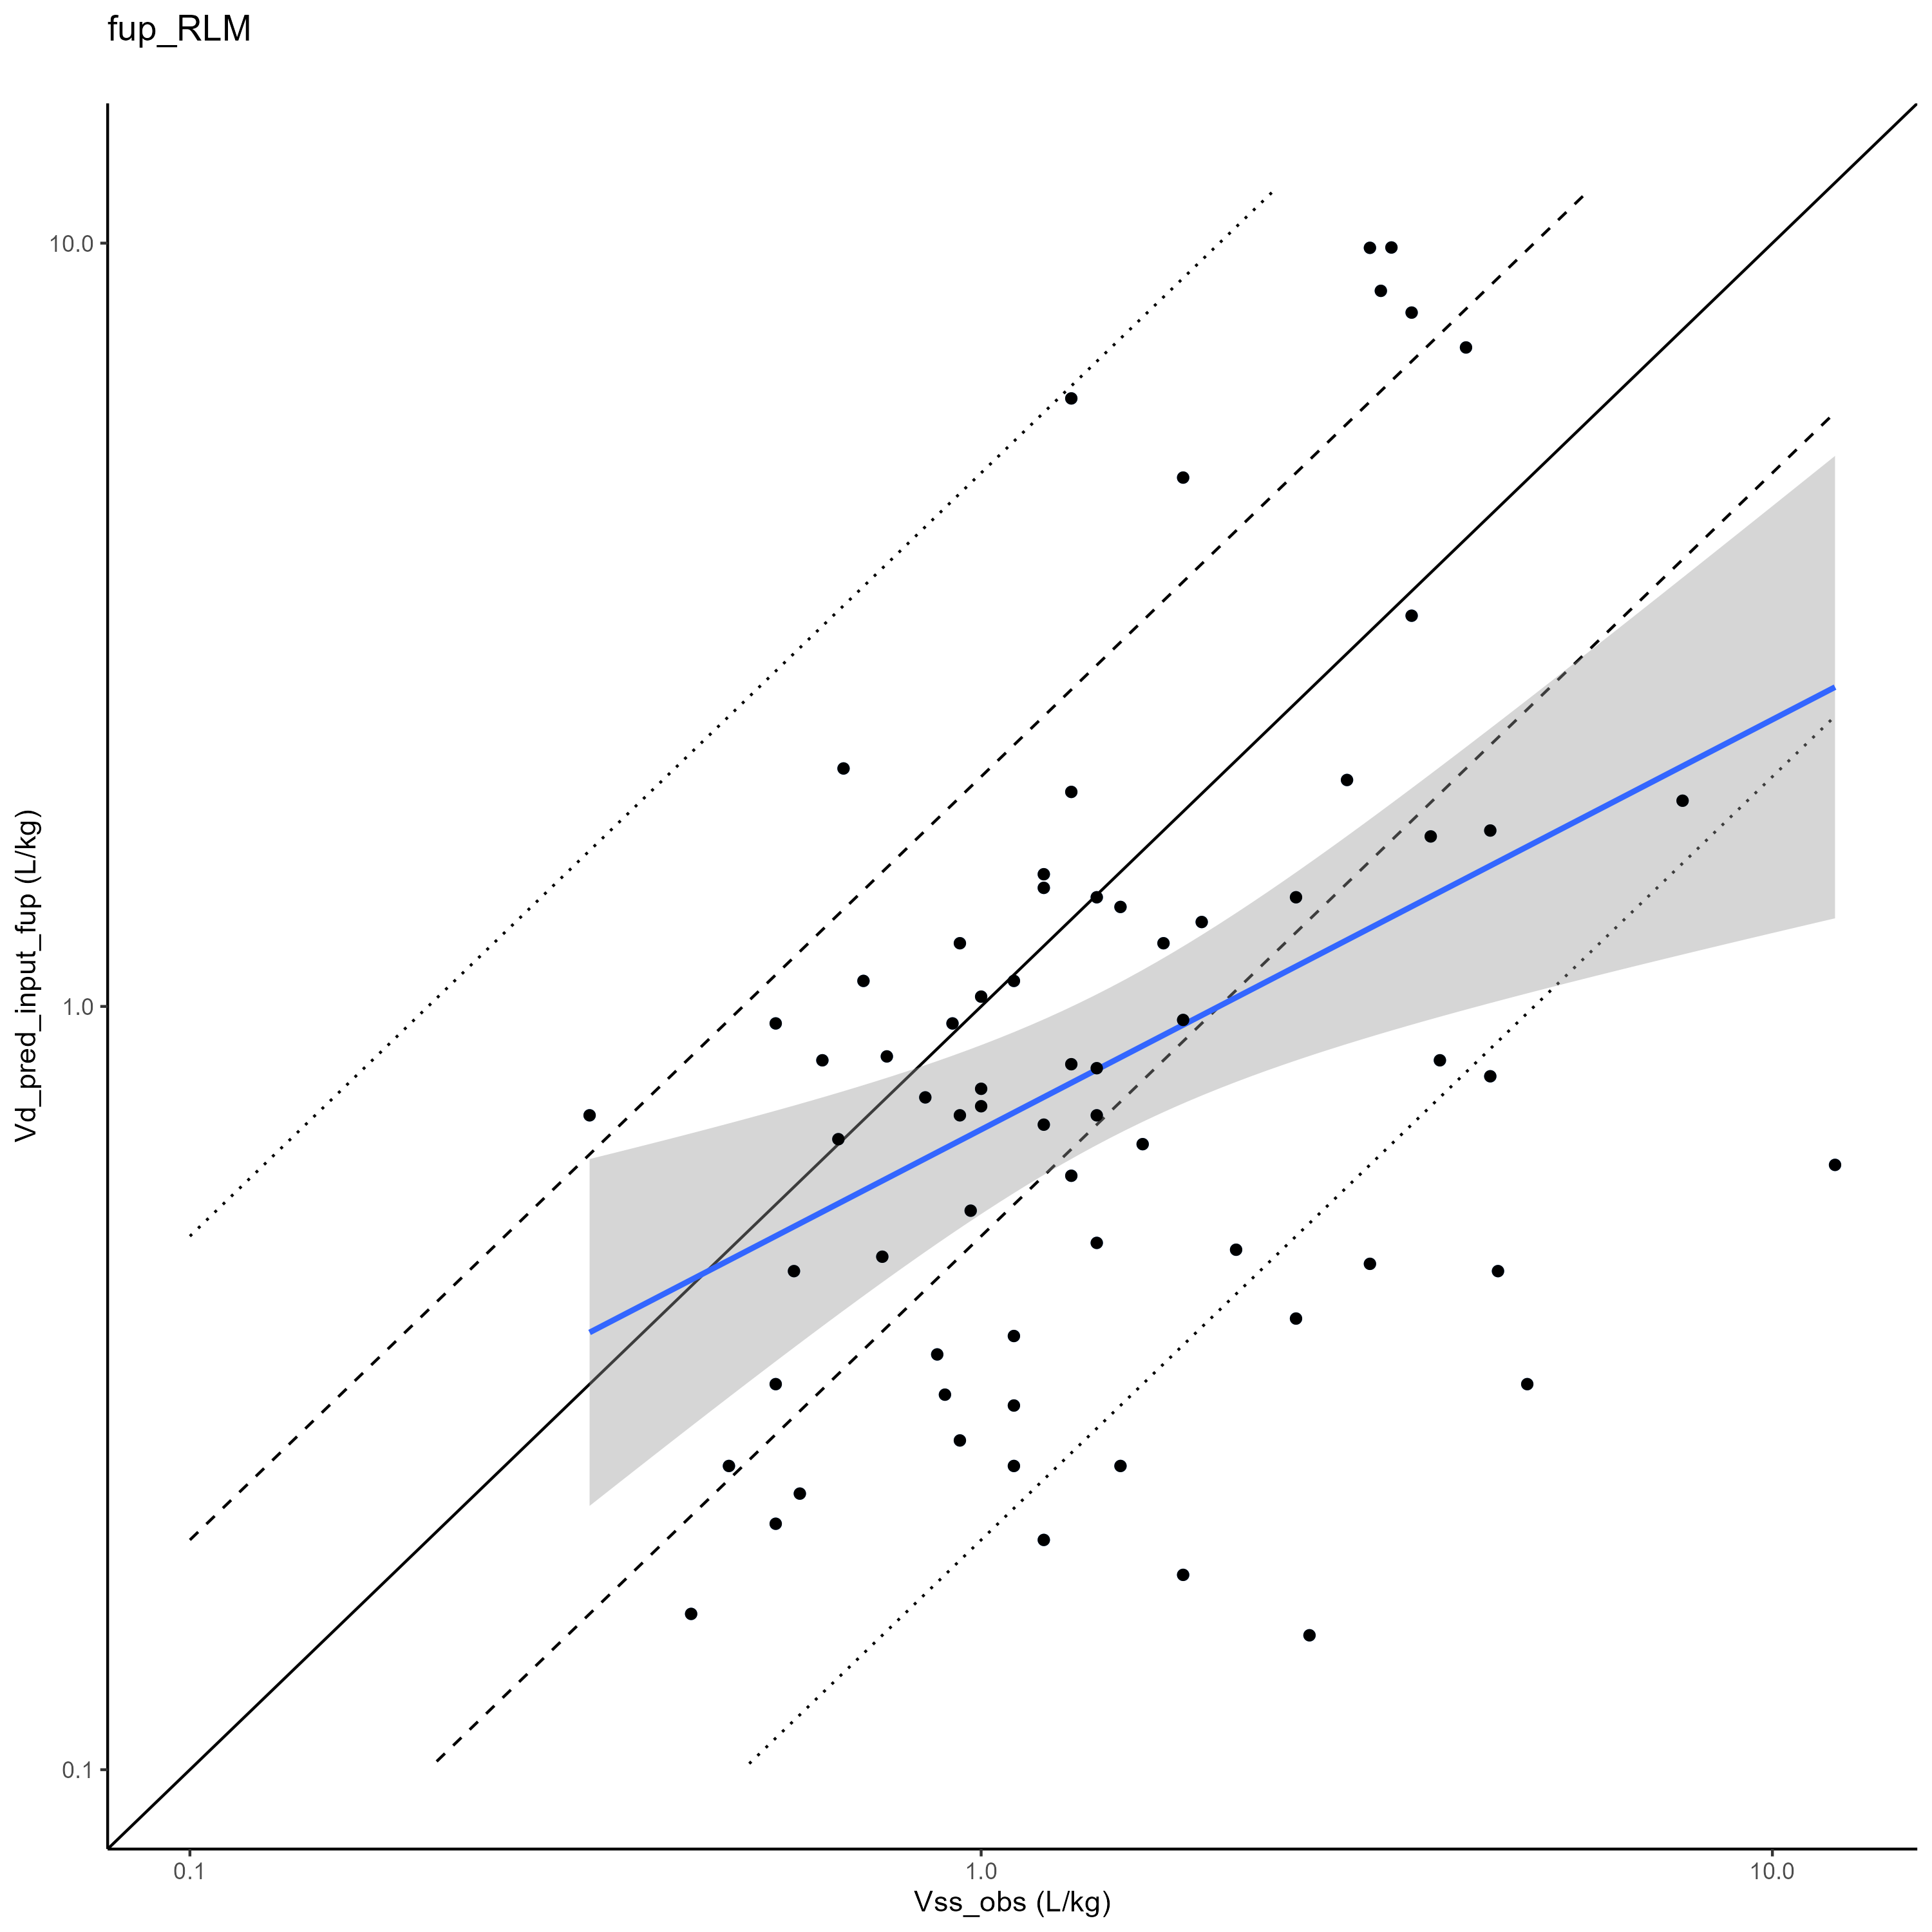 fup_RLM
Vd_pred_input_fup (L/kg)
10.0
1.0
0.1
0.1
1.0
10.0
Vss_obs (L/kg)